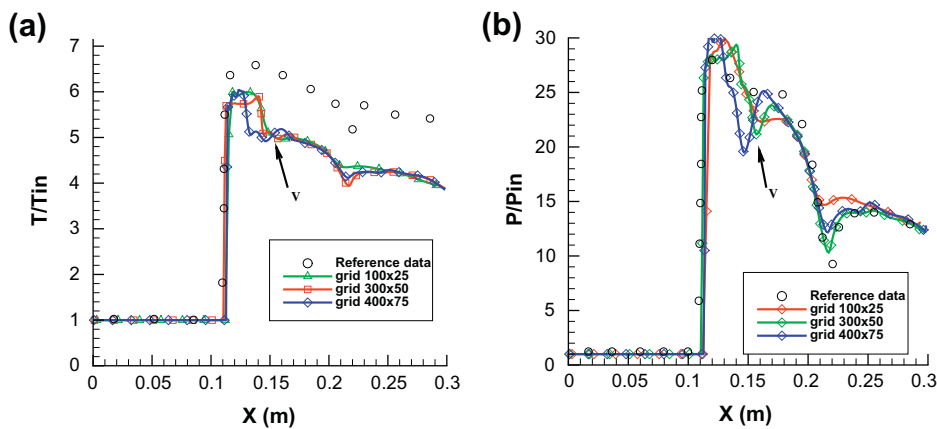 (a)
7
6
5
4
3
2
1
0
T/Tin
V
Reference data
grid 100x25
grid 300x50
grid 400x75
0 0.05 0.1 0.15 0.2 0.25 0.3
X (m)
(b)
30
25
20
15
10
5
0
P/Pin
V
Reference data
grid 100x25
grid 300x50
grid 400x75
0 0.05 0.1 0.15 0.2 0.25 0.3
X (m)